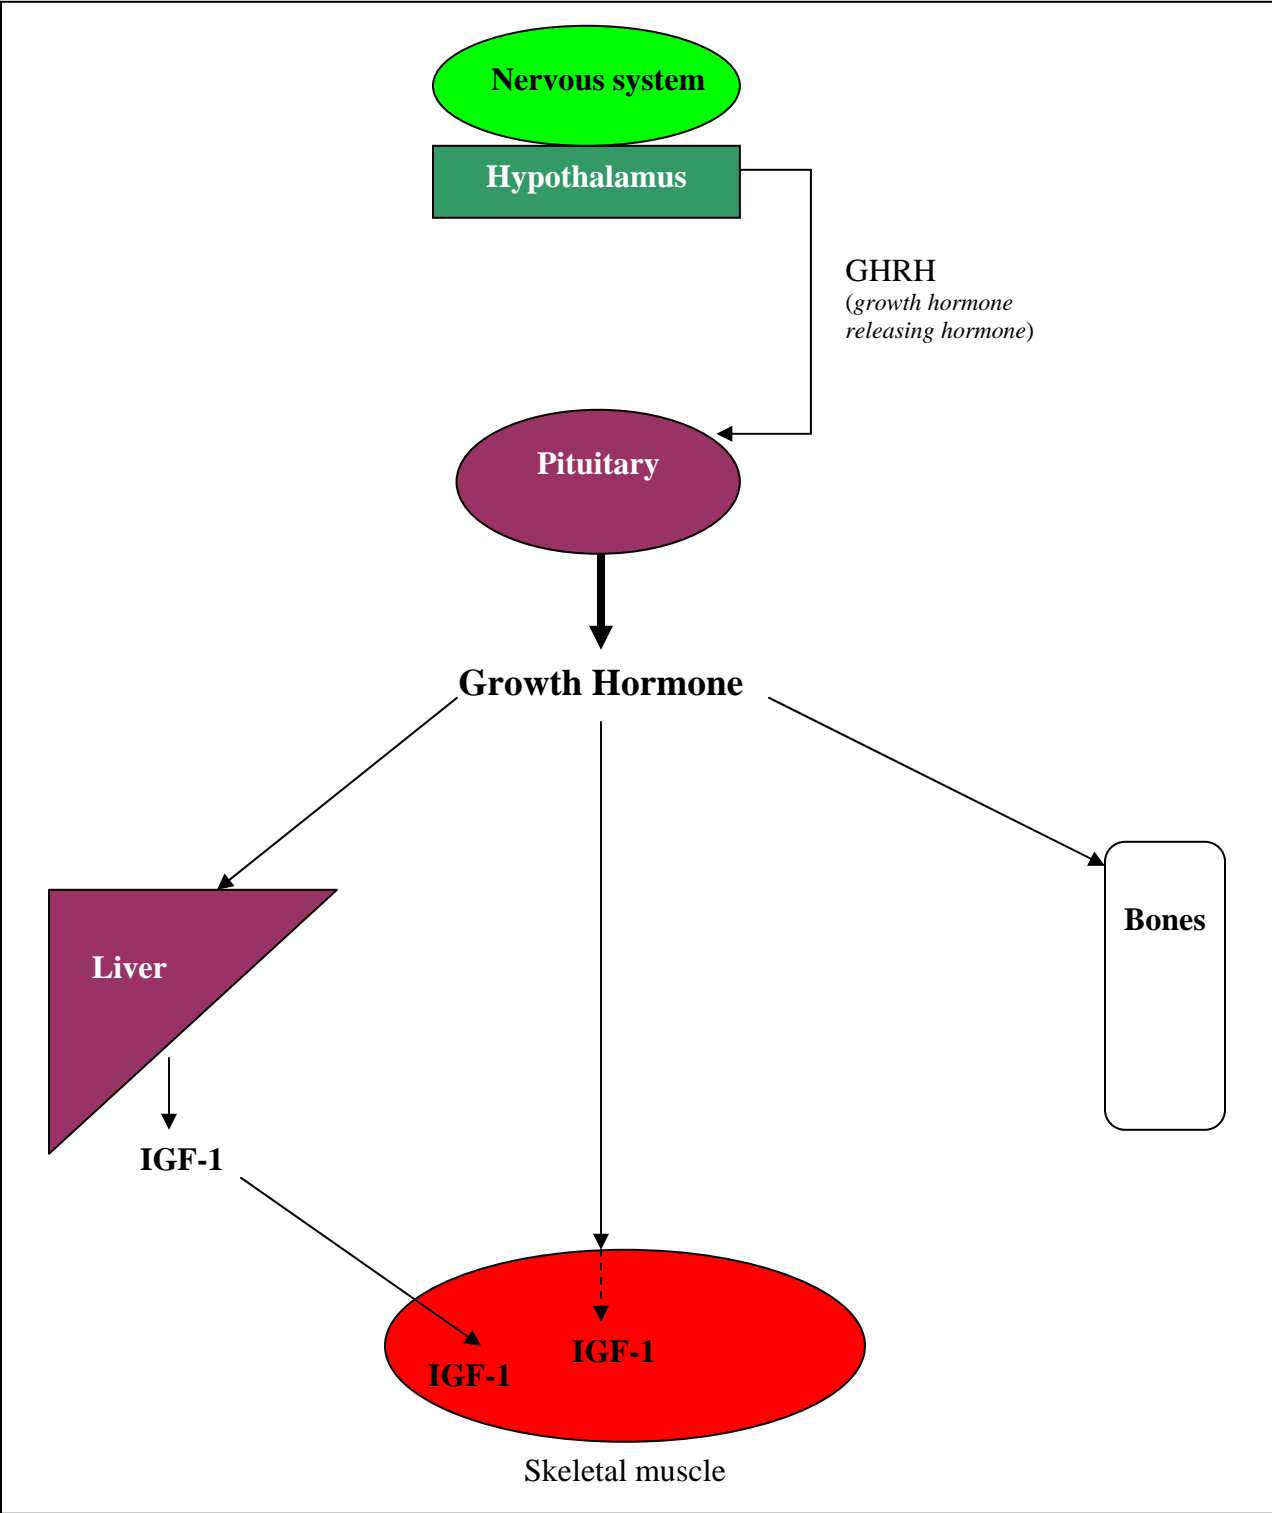 Nervous system
Hypothalamus
GHRH
(growth hormone
releasing hormone)
Pituitary
Growth Hormone
Bones
Liver
IGF-1
IGF-1
IGF-1
Skeletal muscle